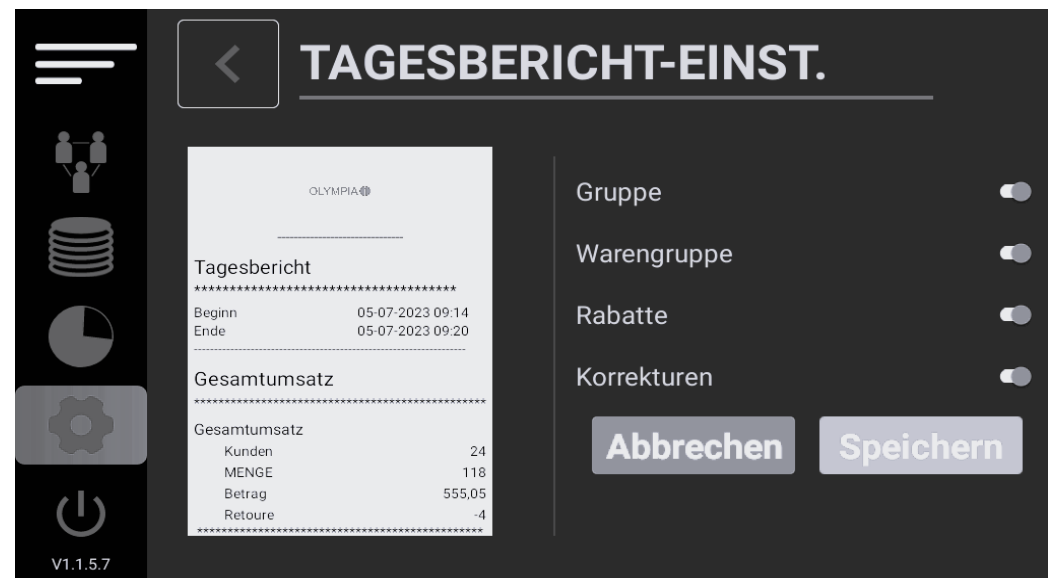 TAGESBERICHT-EINST.
OLYMPIA
------------------------------
Tagesbericht
*************************************
Beginn 05-07-2023 09:14
Ende 05-07-2023 09:20
----------------------------------------------------------------
Gesamtumsatz
************************************************
Gesamtumsatz
Kunden 24
MENGE 118
Betrag 555,05
Retoure -4
************************************************
Gruppe
Warengruppe
Rabatte
Korrekturen
Abbrechen Speichern
V1.1.5.7